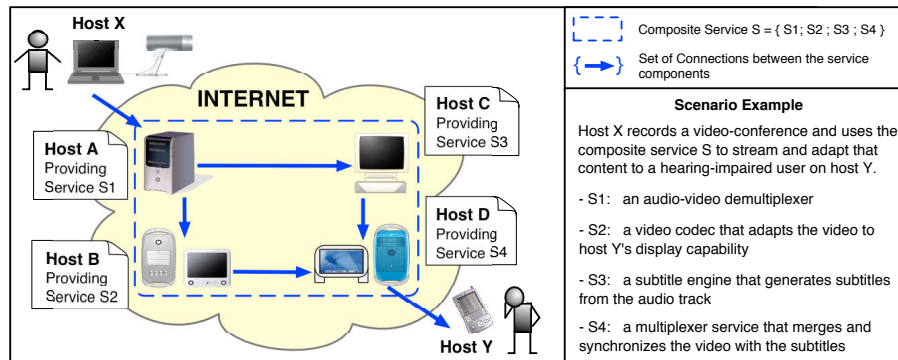 Host X
INTERNET
Host A
Providing
Service S1
Host C
Providing
Service S3
Host B
Providing
Service S2
Host D
Providing
Service S4
Host Y
Composite Service S = { S1; S2 ; S3 ; S4 }
{ } Set of Connections between the service
components
Scenario Example
Host X records a video-conference and uses the
composite service S to stream and adapt that
content to a hearing-impaired user on host Y.
- S1: an audio-video demultiplexer
- S2: a video codec that adapts the video to
host Y's display capability
- S3: a subtitle engine that generates subtitles
from the audio track
- S4: a multiplexer service that merges and
synchronizes the video with the subtitles